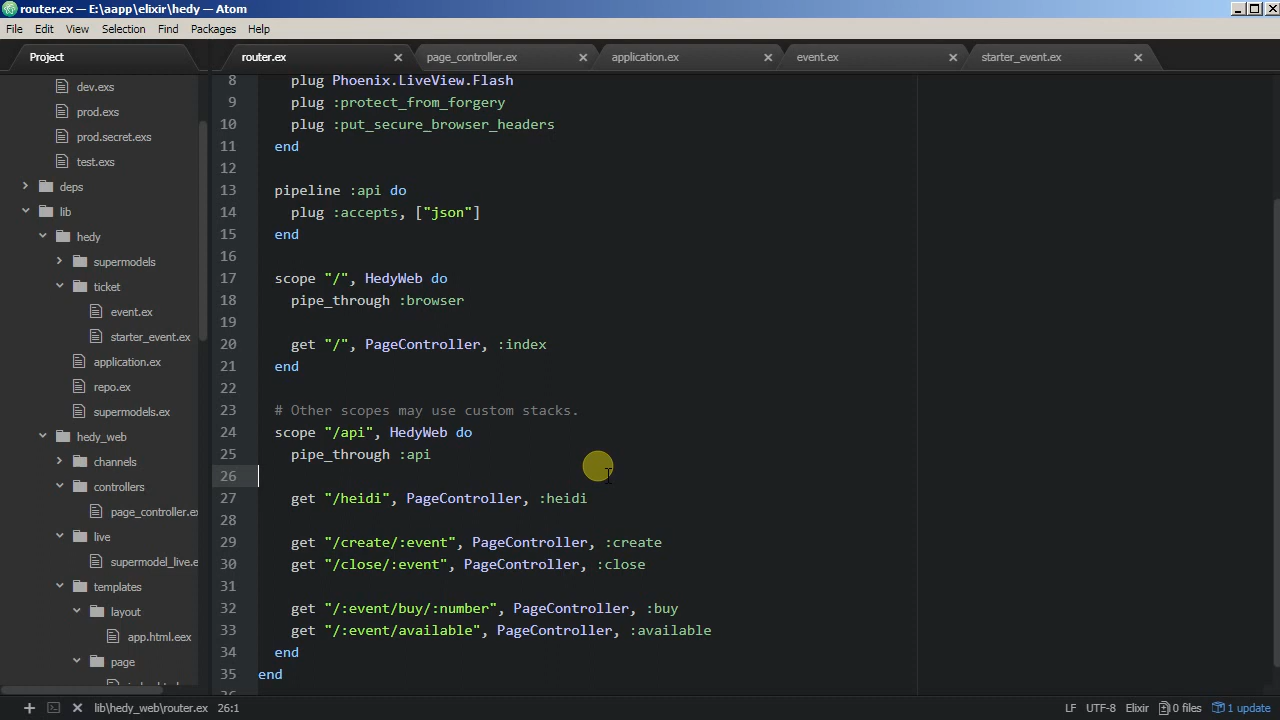 router.ex — E:\aapp\elixir\hedy — Atom
File Edit View Selection Find Packages Help
Project
router.ex
page_controller.ex
application.ex
event.ex
starter_event.ex
dev.exs
prod.exs
prod.secret.exs
test.exs
deps
lib
hedy
supermodels
ticket
event.ex
starter_event.ex
application.ex
repo.ex
supermodels.ex
hedy_web
channels
controllers
page_controller.ex
live
supermodel_live.e
templates
layout
app.html.eex
page
8 plug Phoenix.LiveView.Flash
9 plug :protect_from_forgery
10 plug :put_secure_browser_headers
11 end
12
13 pipeline :api do
14 plug :accepts, ["json"]
15 end
16
17 scope "/", HedyWeb do
18 pipe_through :browser
19
20 get "/", PageController, :index
21 end
22
23 # Other scopes may use custom stacks.
24 scope "/api", HedyWeb do
25 pipe_through :api
26
27 get "/heidi", PageController, :heidi
28
29 get "/create/:event", PageController, :create
30 get "/close/:event", PageController, :close
31
32 get "/:event/buy/:number", PageController, :buy
33 get "/:event/available", PageController, :available
34 end
35 end
lib\hedy_web\router.ex 26:1
LF UTF-8 Elixir 0 files 1 update